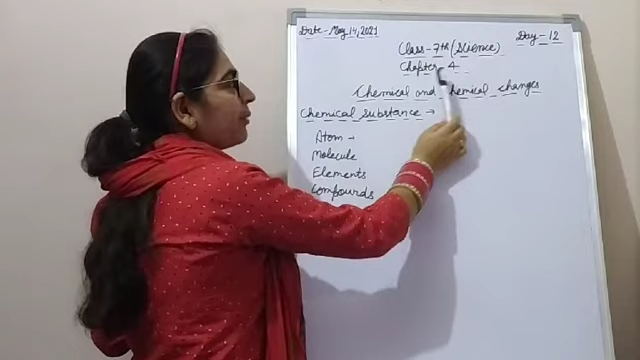 Date-May 14, 2021
Day-12
Class-7th (Science)
Chapter-4
Chemical and Chemical changes
Chemical Substance →
Atom →
Molecule
Elements
Compounds